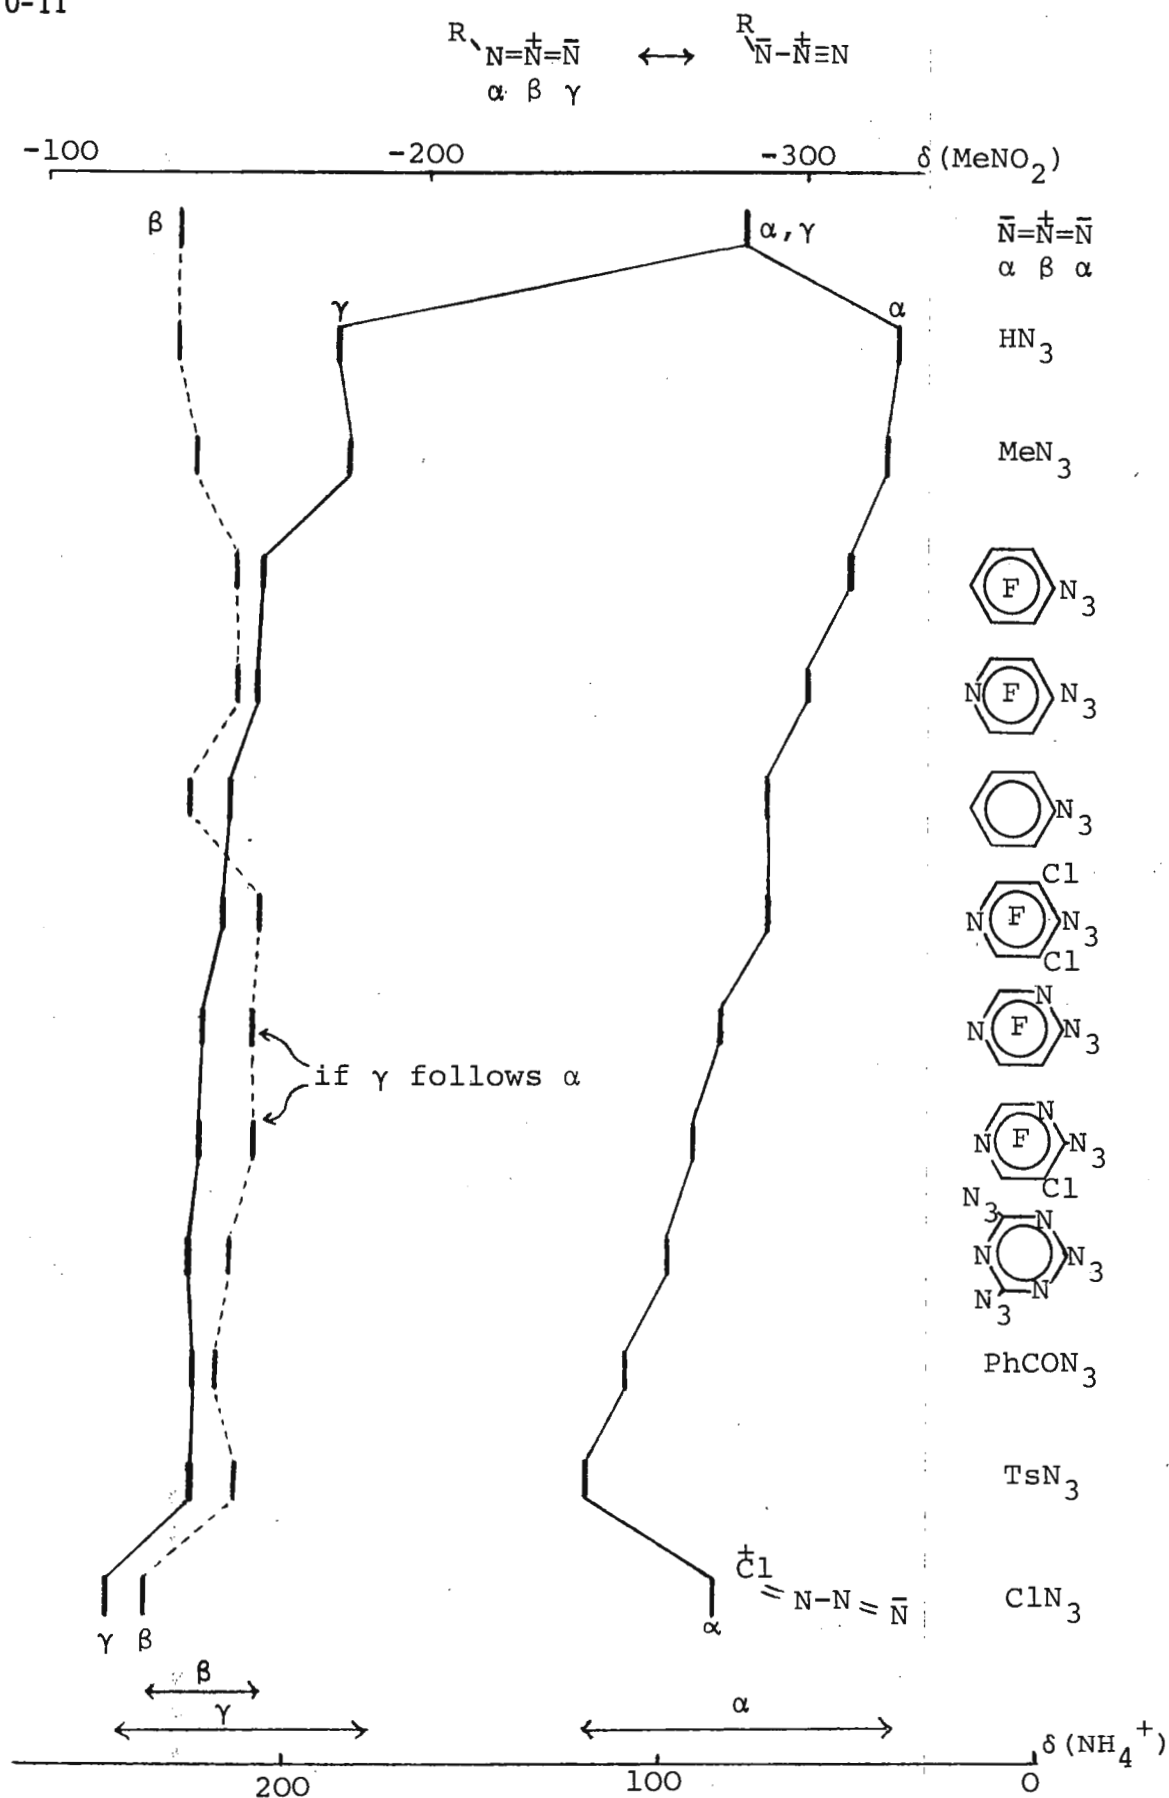 0-11
R R
N=N⁺=N̄ ⟷ N̄-N⁺≡N
α β γ
-100 -200 -300 δ(MeNO₂)
β α,γ N̄=N⁺=N̄
α β α
γ α HN₃
MeN₃
F N₃
N F N₃
N₃
Cl
N F N₃
Cl
N
N F N₃
if γ follows α
N
N F N₃
Cl
N₃ N
N N₃
N₃ N
PhCON₃
TsN₃
Cl⁺=N-N=N̄ ClN₃
γ β α
β
γ α
δ(NH₄⁺)
200 100 0